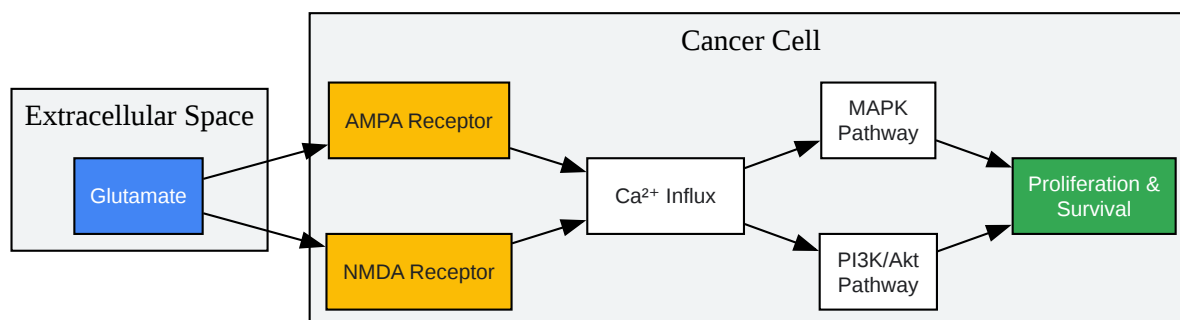 Cancer Cell
Extracellular Space
Glutamate
AMPA Receptor
NMDA Receptor
Ca²⁺ Influx
MAPK
Pathway
PI3K/Akt
Pathway
Proliferation &
Survival